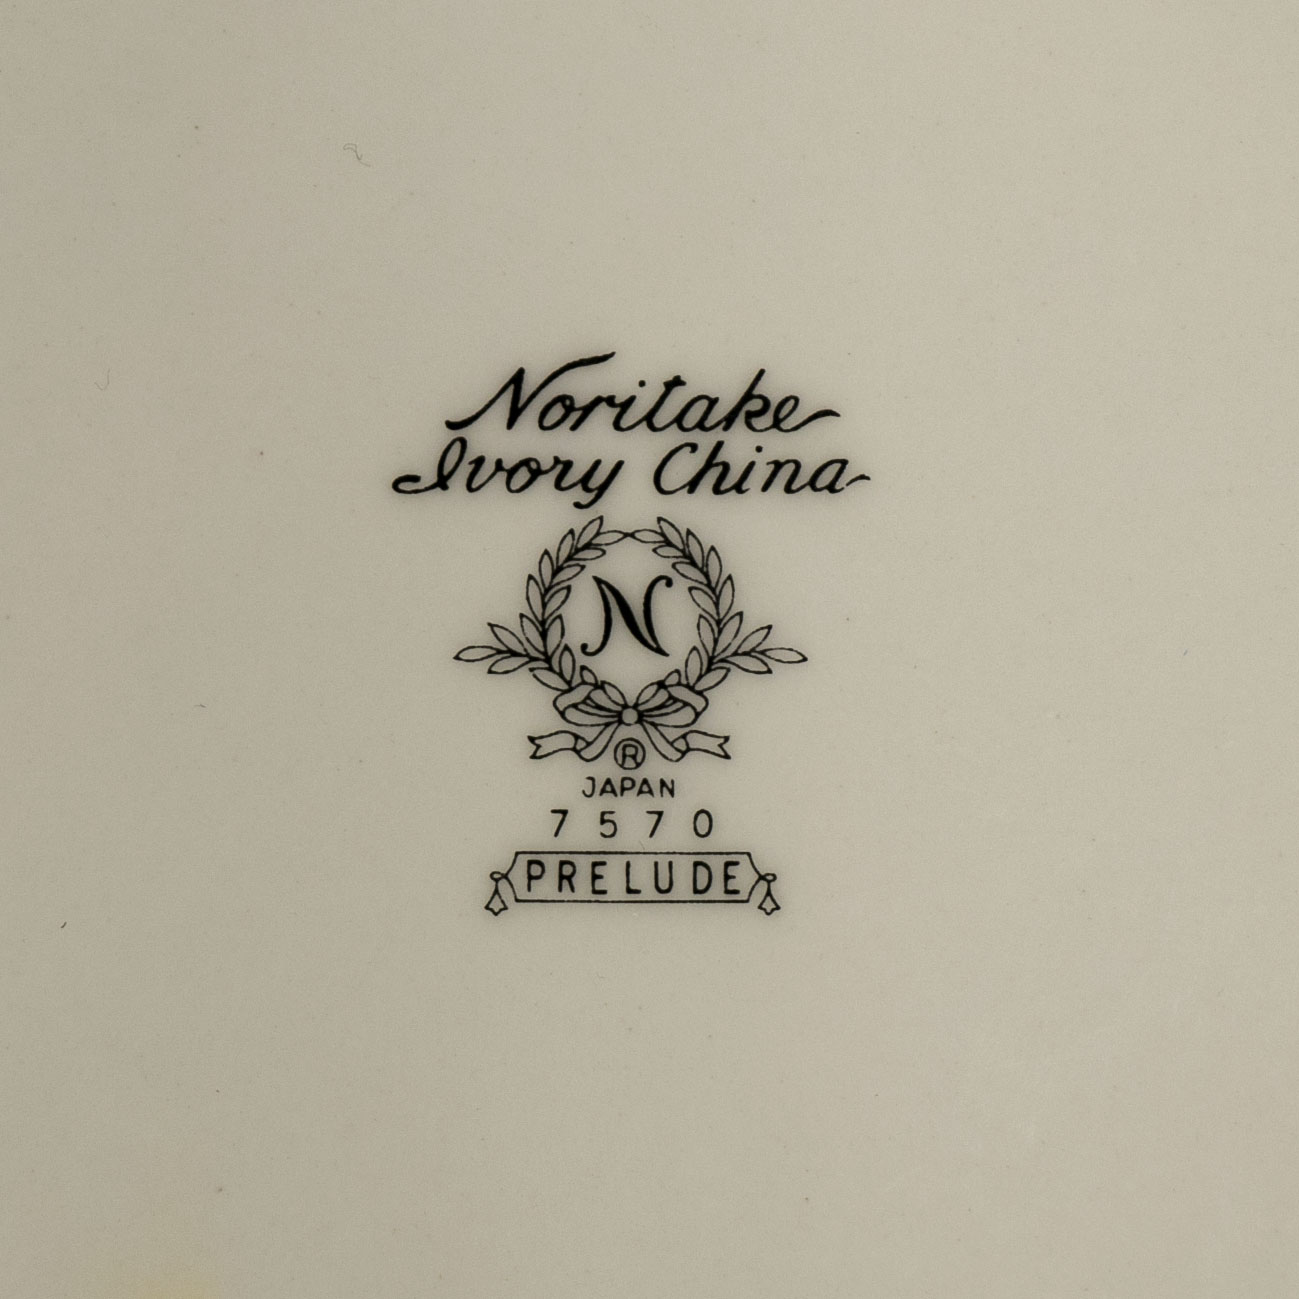 Noritake
Ivory China
N
®
JAPAN
7570
PRELUDE